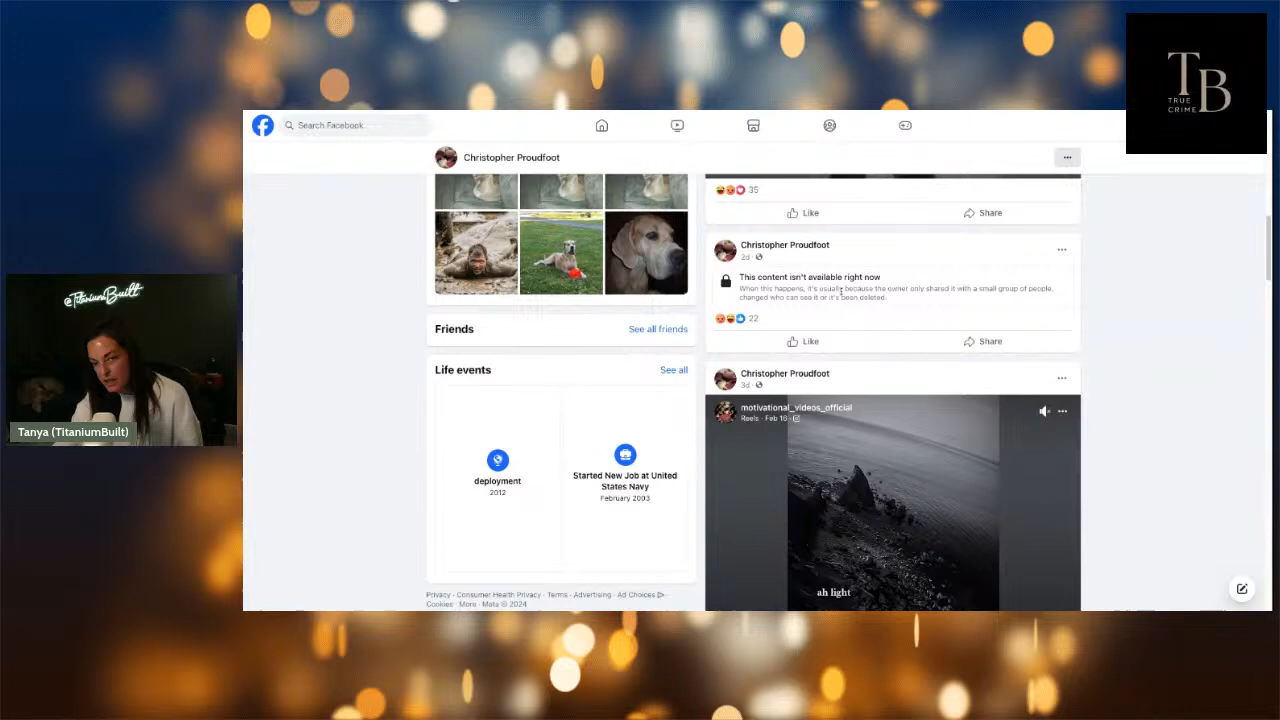 TB
TRUE
CRIME
Search Facebook
Christopher Proudfoot
35
Like
Share
Christopher Proudfoot
2d
This content isn't available right now
When this happens, it's usually because the owner only shared it with a small group of people,
changed who can see it or it's been deleted.
22
Like
Share
Friends
See all friends
Life events
See all
deployment
2012
Started New Job at United
States Navy
February 2003
Christopher Proudfoot
3d
motivational_videos_official
Reels · Feb 16
ah light
Privacy · Consumer Health Privacy · Terms · Advertising · Ad Choices ·
Cookies · More · Meta © 2024
@TitaniumBuilt
Tanya (TitaniumBuilt)